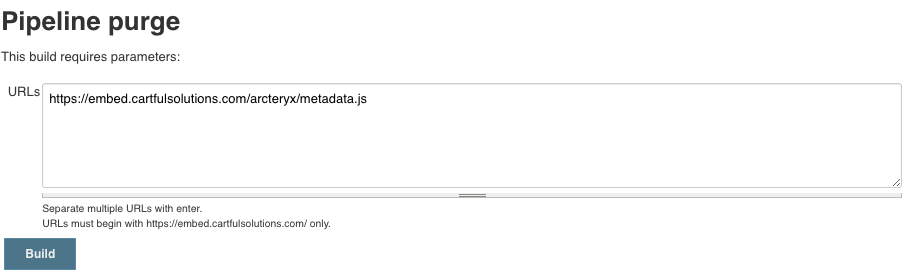 Pipeline purge
This build requires parameters:
URLs
https://embed.cartfulsolutions.com/arcteryx/metadata.js
Separate multiple URLs with enter.
URLs must begin with https://embed.cartfulsolutions.com/ only.
Build